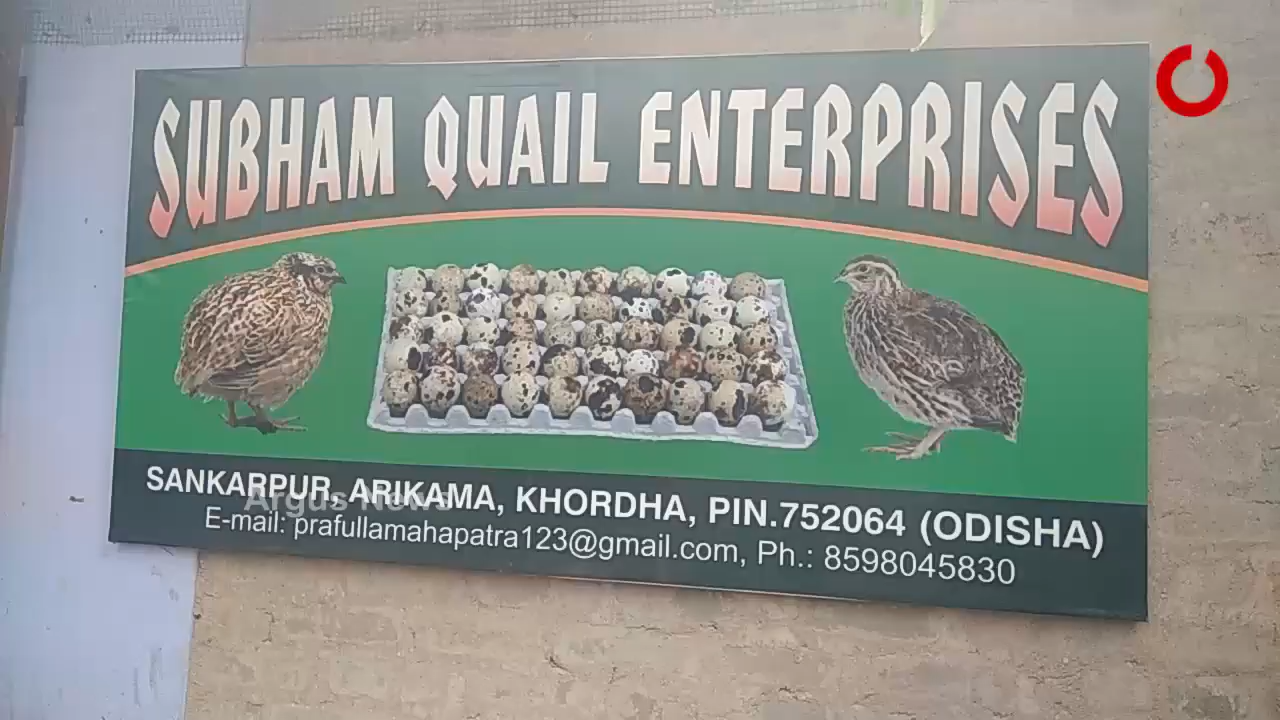 SUBHAM QUAIL ENTERPRISES
SANKARPUR, ARIKAMA, KHORDHA, PIN.752064 (ODISHA)
Argus News
E-mail: prafullamahapatra123@gmail.com, Ph.: 8598045830